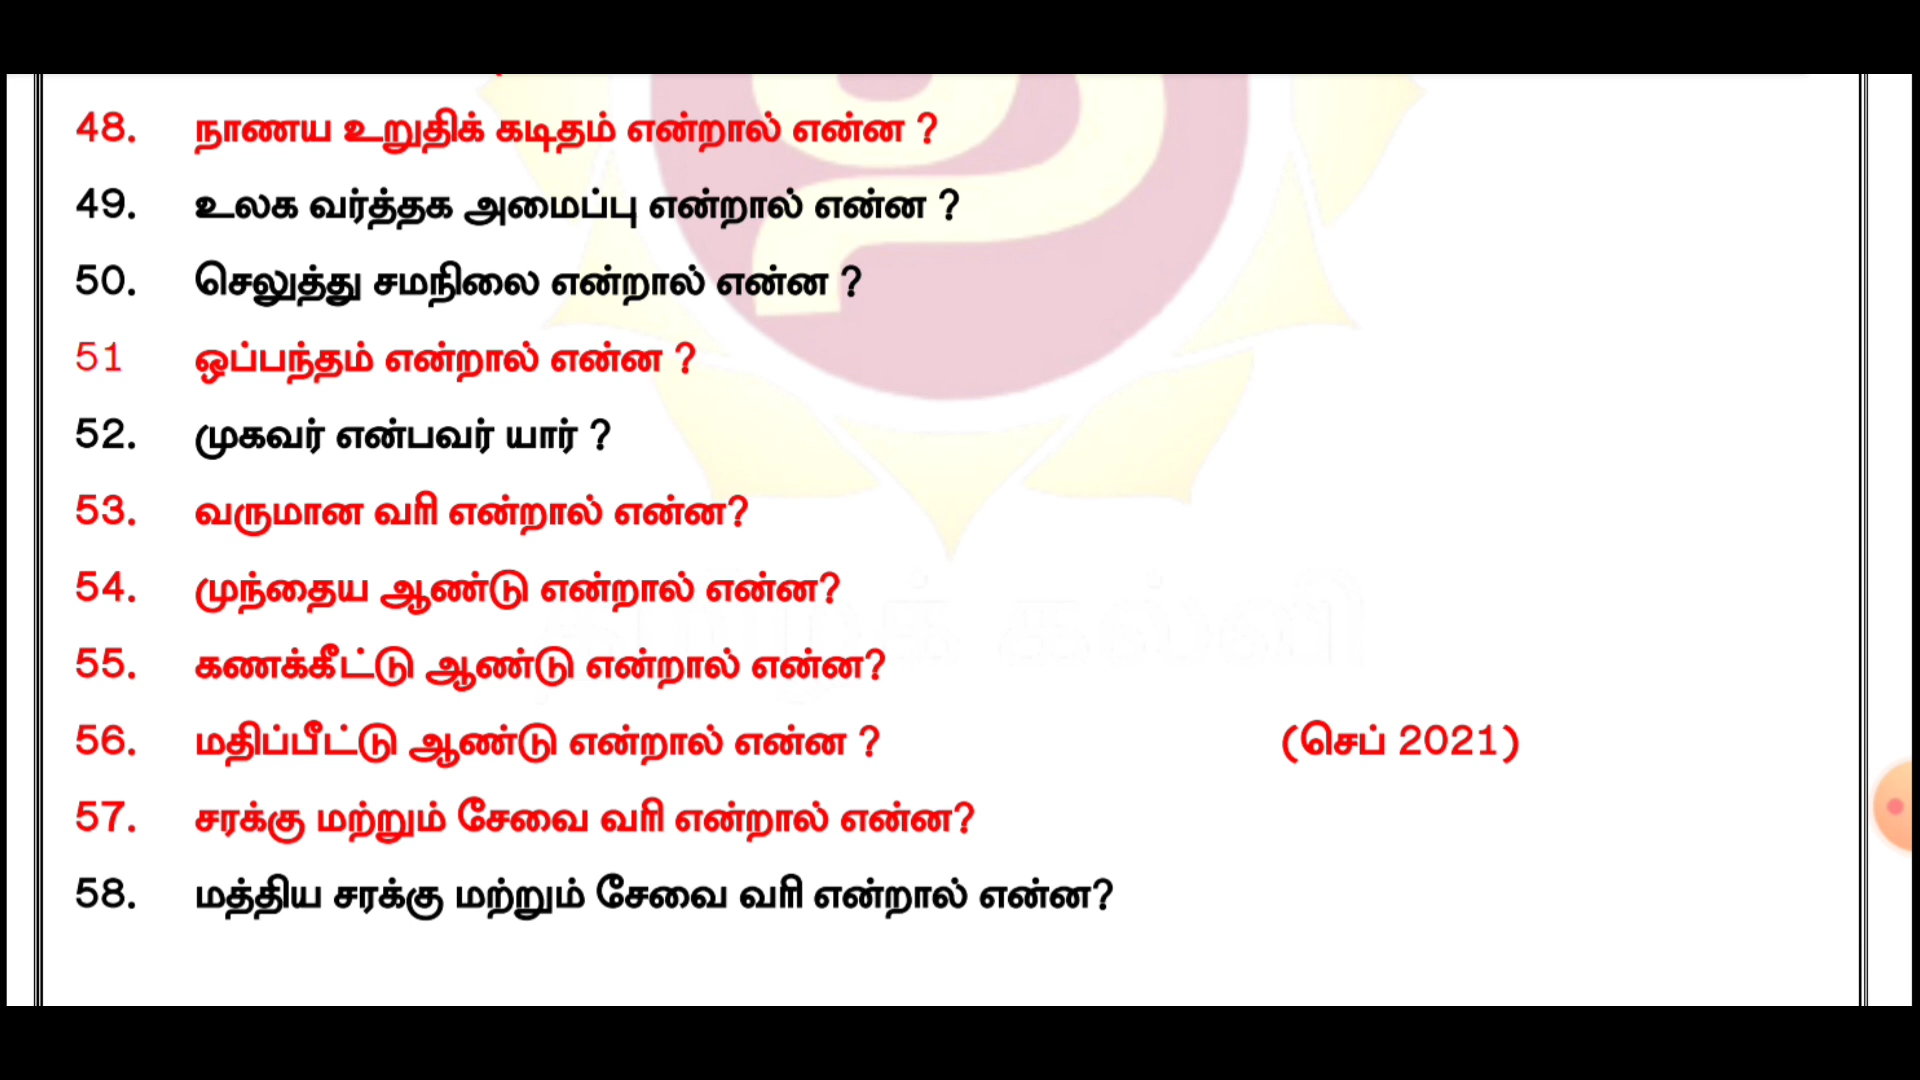 48. நாணய உறுதிக் கடிதம் என்றால் என்ன ?
49. உலக வர்த்தக அமைப்பு என்றால் என்ன ?
50. செலுத்து சமநிலை என்றால் என்ன ?
51 ஒப்பந்தம் என்றால் என்ன ?
52. முகவர் என்பவர் யார் ?
53. வருமான வரி என்றால் என்ன?
54. முந்தைய ஆண்டு என்றால் என்ன?
55. கணக்கீட்டு ஆண்டு என்றால் என்ன?
56. மதிப்பீட்டு ஆண்டு என்றால் என்ன ? (செப் 2021)
57. சரக்கு மற்றும் சேவை வரி என்றால் என்ன?
58. மத்திய சரக்கு மற்றும் சேவை வரி என்றால் என்ன?